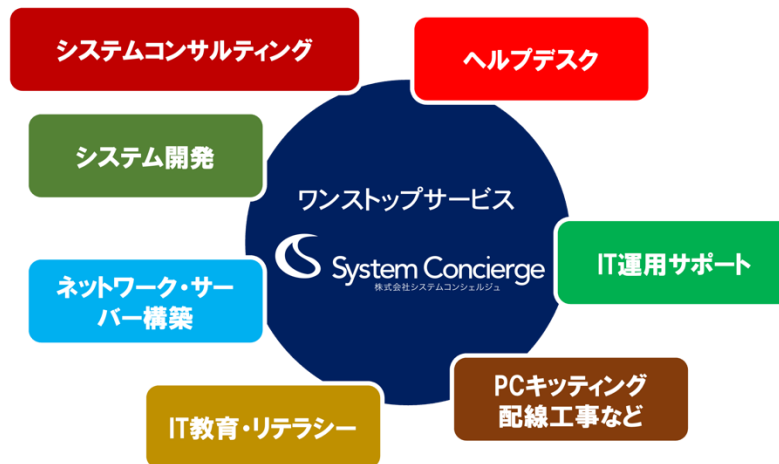 システムコンサルティング
ヘルプデスク
システム開発
ワンストップサービス
System Concierge
株式会社システムコンシェルジュ
IT運用サポート
ネットワーク・サー
バー構築
PCキッティング
配線工事など
IT教育・リテラシー